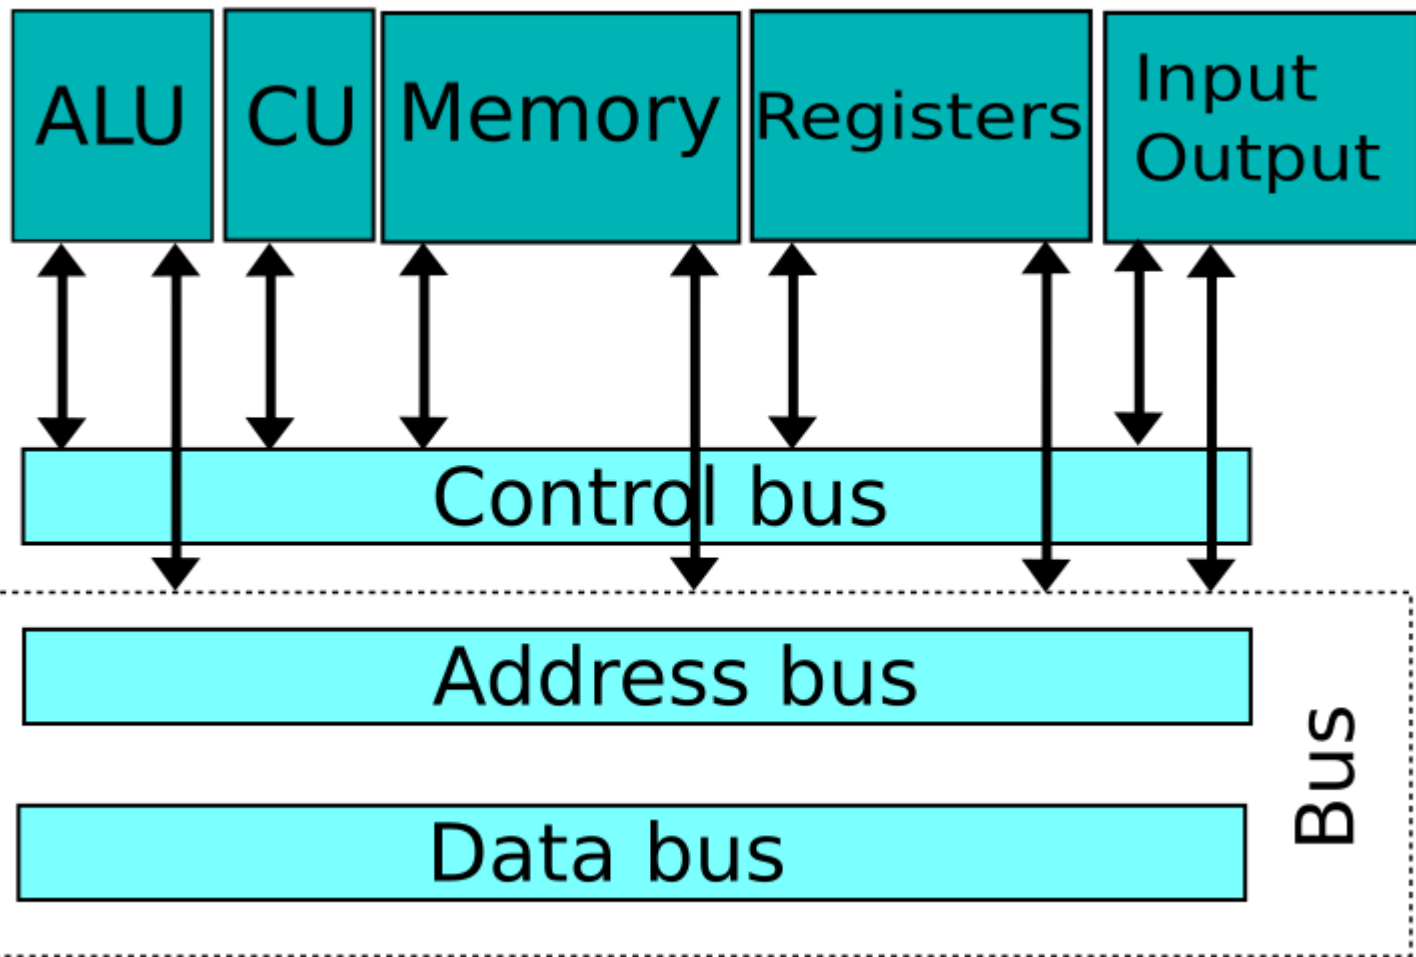 ALU
CU
Memory
Registers
Input
Output
Control bus
Address bus
Data bus
Bus